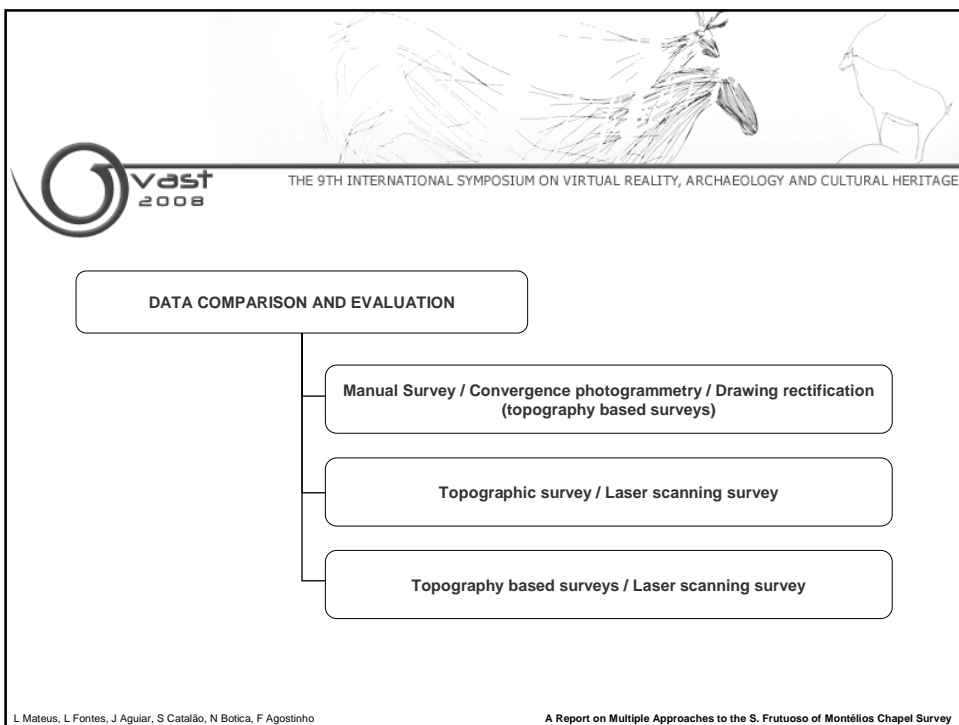 vast
2008
THE 9TH INTERNATIONAL SYMPOSIUM ON VIRTUAL REALITY, ARCHAEOLOGY AND CULTURAL HERITAGE
DATA COMPARISON AND EVALUATION
Manual Survey / Convergence photogrammetry / Drawing rectification
(topography based surveys)
Topographic survey / Laser scanning survey
Topography based surveys / Laser scanning survey
L Mateus, L Fontes, J Aguiar, S Catalão, N Botica, F Agostinho
A Report on Multiple Approaches to the S. Frutuoso of Montélios Chapel Survey